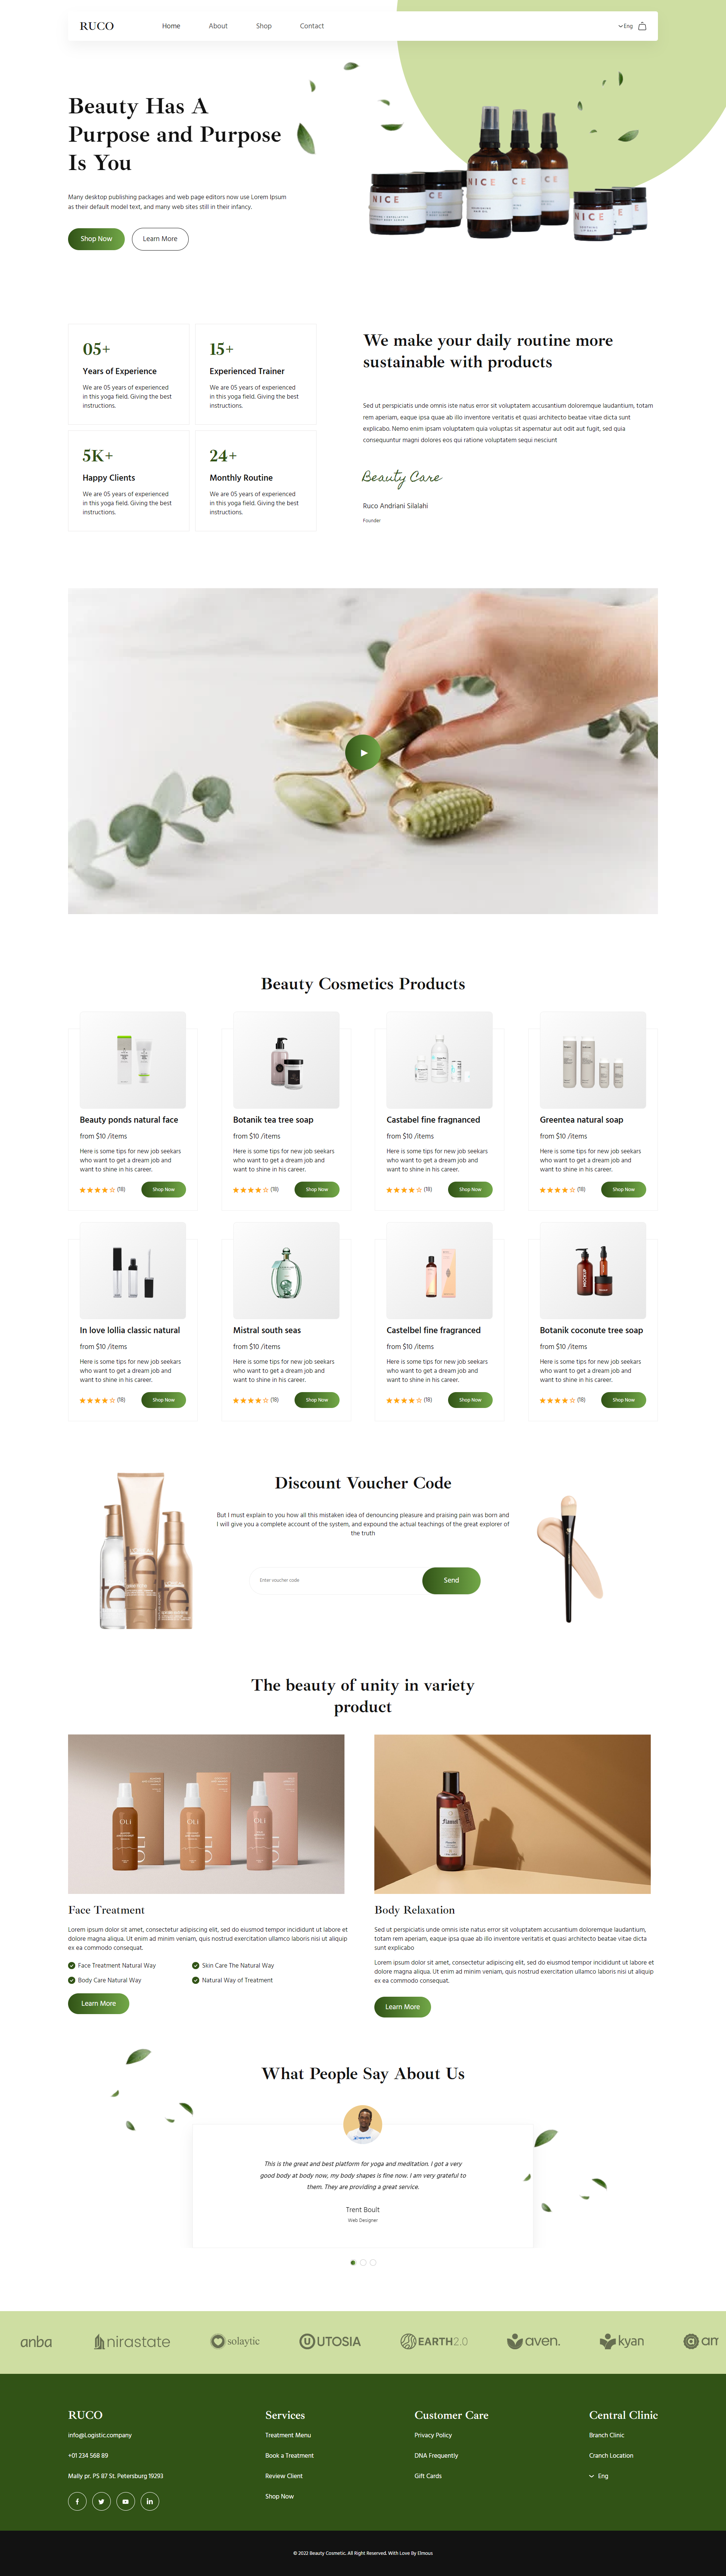 RUCO
Home
About
Shop
Contact
Eng
Beauty Has A
Purpose and Purpose
Is You
Many desktop publishing packages and web page editors now use Lorem Ipsum
as their default model text, and many web sites still in their infancy.
Shop Now
Learn More
NICE
NICE
NICE
05+
Years of Experience
We are 05 years of experienced
in this yoga field. Giving the best
instructions.
15+
Experienced Trainer
We are 05 years of experienced
in this yoga field. Giving the best
instructions.
5K+
Happy Clients
We are 05 years of experienced
in this yoga field. Giving the best
instructions.
24+
Monthly Routine
We are 05 years of experienced
in this yoga field. Giving the best
instructions.
We make your daily routine more
sustainable with products
Sed ut perspiciatis unde omnis iste natus error sit voluptatem accusantium doloremque laudantium, totam
rem aperiam, eaque ipsa quae ab illo inventore veritatis et quasi architecto beatae vitae dicta sunt
explicabo. Nemo enim ipsam voluptatem quia voluptas sit aspernatur aut odit aut fugit, sed quia
consequuntur magni dolores eos qui ratione voluptatem sequi nesciunt
Beauty Care
Ruco Andriani Silalahi
Founder
Beauty Cosmetics Products
Beauty ponds natural face
from $10 /items
Here is some tips for new job seekars
who want to get a dream job and
want to shine in his career.
(18)
Shop Now
Botanik tea tree soap
from $10 /items
Here is some tips for new job seekars
who want to get a dream job and
want to shine in his career.
(18)
Shop Now
Castabel fine fragnanced
from $10 /items
Here is some tips for new job seekars
who want to get a dream job and
want to shine in his career.
(18)
Shop Now
Greentea natural soap
from $10 /items
Here is some tips for new job seekars
who want to get a dream job and
want to shine in his career.
(18)
Shop Now
In love lollia classic natural
from $10 /items
Here is some tips for new job seekars
who want to get a dream job and
want to shine in his career.
(18)
Shop Now
Mistral south seas
from $10 /items
Here is some tips for new job seekars
who want to get a dream job and
want to shine in his career.
(18)
Shop Now
Castelbel fine fragranced
from $10 /items
Here is some tips for new job seekars
who want to get a dream job and
want to shine in his career.
(18)
Shop Now
MOCKUP
Botanik coconute tree soap
from $10 /items
Here is some tips for new job seekars
who want to get a dream job and
want to shine in his career.
(18)
Shop Now
Discount Voucher Code
But I must explain to you how all this mistaken idea of denouncing pleasure and praising pain was born and
I will give you a complete account of the system, and expound the actual teachings of the great explorer of
the truth
Enter voucher code
Send
The beauty of unity in variety
product
OLI
OLI
OLI
Face Treatment
Lorem ipsum dolor sit amet, consectetur adipiscing elit, sed do eiusmod tempor incididunt ut labore et
dolore magna aliqua. Ut enim ad minim veniam, quis nostrud exercitation ullamco laboris nisi ut aliquip
ex ea commodo consequat.
Face Treatment Natural Way
Skin Care The Natural Way
Body Care Natural Way
Natural Way of Treatment
Learn More
Body Relaxation
Sed ut perspiciatis unde omnis iste natus error sit voluptatem accusantium doloremque laudantium,
totam rem aperiam, eaque ipsa quae ab illo inventore veritatis et quasi architecto beatae vitae dicta
sunt explicabo
Lorem ipsum dolor sit amet, consectetur adipiscing elit, sed do eiusmod tempor incididunt ut labore et
dolore magna aliqua. Ut enim ad minim veniam, quis nostrud exercitation ullamco laboris nisi ut aliquip
ex ea commodo consequat.
Learn More
What People Say About Us
This is the great and best platform for yoga and meditation. I got a very
good body at body now, my body shapes is fine now. I am very grateful to
them. They are providing a great service.
Trent Boult
Web Designer
anba
nirastate
solaytic
UTOSIA
EARTH2.0
aven.
kyan
RUCO
info@Logistic.company
+01 234 568 89
Mally pr. PS 87 St. Petersburg 19293
Services
Treatment Menu
Book a Treatment
Review Client
Shop Now
Customer Care
Privacy Policy
DNA Frequently
Gift Cards
Central Clinic
Branch Clinic
Cranch Location
Eng
© 2022 Beauty Cosmetic. All Right Reserved. With Love By Elmous